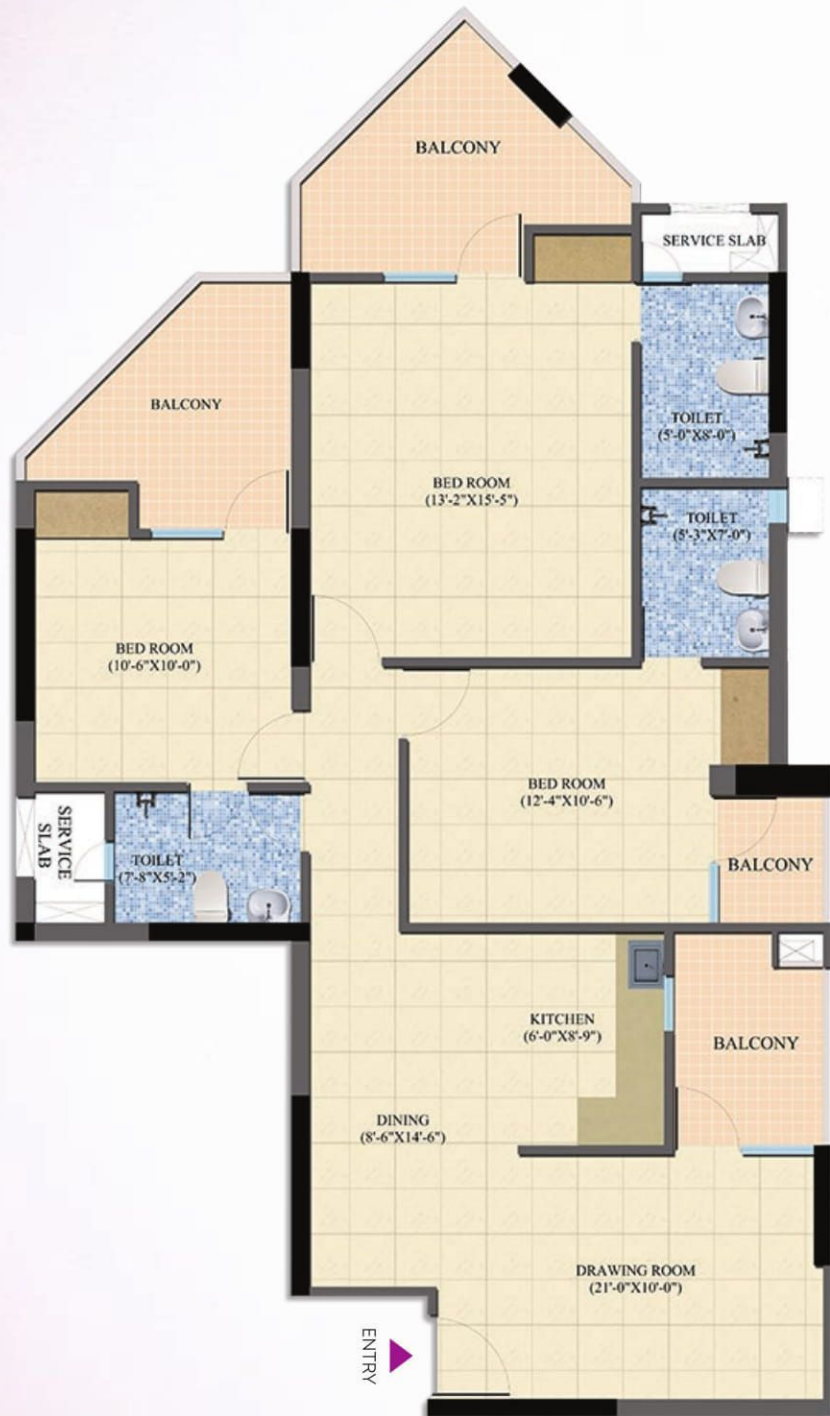 BALCONY
SERVICE SLAB
BALCONY
TOILET
(5'-0"X8'-0")
BED ROOM
(13'-2"X15'-5")
TOILET
(5'-3"X7'-0")
BED ROOM
(10'-6"X10'-0")
BED ROOM
(12'-4"X10'-6")
SERVICE
SLAB
TOILET
(7'-8"X5'-2")
BALCONY
KITCHEN
(6'-0"X8'-9")
BALCONY
DINING
(8'-6"X14'-6")
DRAWING ROOM
(21'-0"X10'-0")
ENTRY